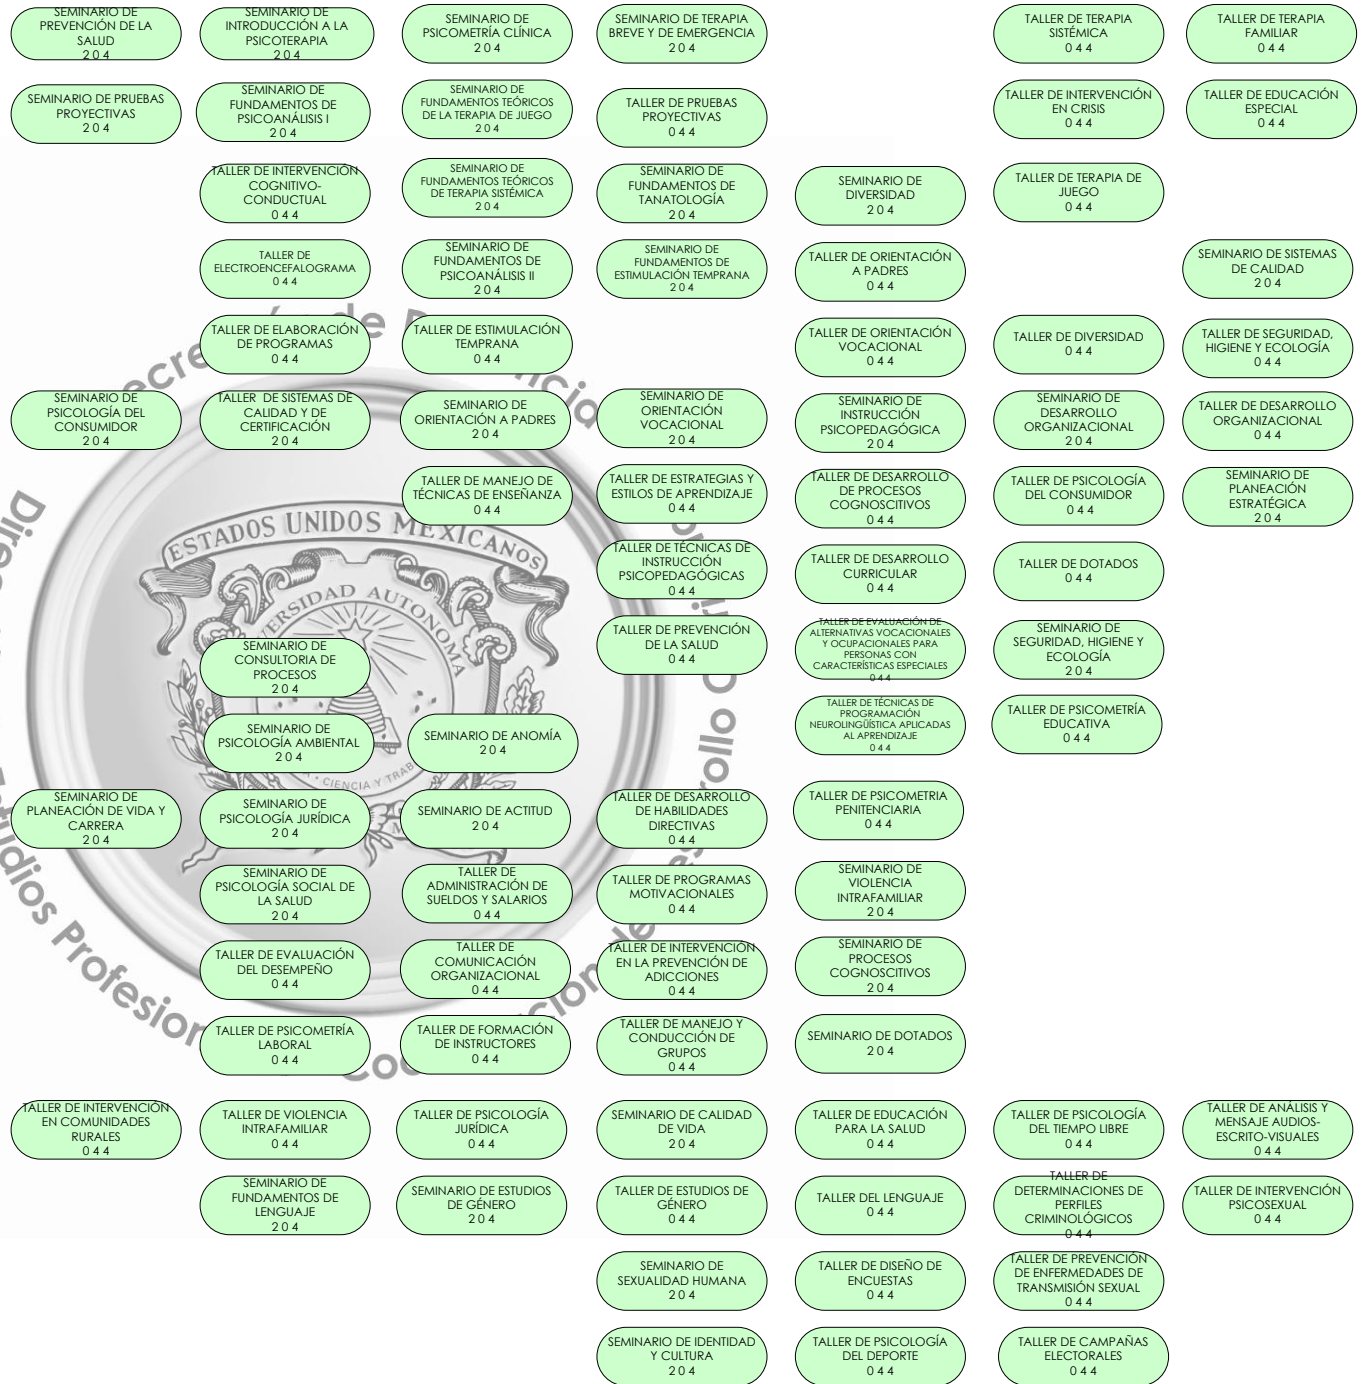 SEMINARIO DE
PREVENCIÓN DE LA
SALUD
2 0 4
SEMINARIO DE
INTRODUCCIÓN A LA
PSICOTERAPIA
2 0 4
SEMINARIO DE
PSICOMETRÍA CLÍNICA
2 0 4
SEMINARIO DE TERAPIA
BREVE Y DE EMERGENCIA
2 0 4
TALLER DE TERAPIA
SISTÉMICA
0 4 4
TALLER DE TERAPIA
FAMILIAR
0 4 4
SEMINARIO DE PRUEBAS
PROYECTIVAS
2 0 4
SEMINARIO DE
FUNDAMENTOS DE
PSICOANÁLISIS I
2 0 4
SEMINARIO DE
FUNDAMENTOS TEÓRICOS
DE LA TERAPIA DE JUEGO
2 0 4
TALLER DE PRUEBAS
PROYECTIVAS
0 4 4
TALLER DE INTERVENCIÓN
EN CRISIS
0 4 4
TALLER DE EDUCACIÓN
ESPECIAL
0 4 4
TALLER DE INTERVENCIÓN
COGNITIVO-
CONDUCTUAL
0 4 4
SEMINARIO DE
FUNDAMENTOS TEÓRICOS
DE TERAPIA SISTÉMICA
2 0 4
SEMINARIO DE
FUNDAMENTOS DE
TANATOLOGÍA
2 0 4
SEMINARIO DE
DIVERSIDAD
2 0 4
TALLER DE TERAPIA DE
JUEGO
0 4 4
TALLER DE
ELECTROENCEFALOGRAMA
0 4 4
SEMINARIO DE
FUNDAMENTOS DE
PSICOANÁLISIS II
2 0 4
SEMINARIO DE
FUNDAMENTOS DE
ESTIMULACIÓN TEMPRANA
2 0 4
TALLER DE ORIENTACIÓN
A PADRES
0 4 4
SEMINARIO DE SISTEMAS
DE CALIDAD
2 0 4
TALLER DE ELABORACIÓN
DE PROGRAMAS
0 4 4
TALLER DE ESTIMULACIÓN
TEMPRANA
0 4 4
TALLER DE ORIENTACIÓN
VOCACIONAL
0 4 4
TALLER DE DIVERSIDAD
0 4 4
TALLER DE SEGURIDAD,
HIGIENE Y ECOLOGÍA
0 4 4
SEMINARIO DE
PSICOLOGÍA DEL
CONSUMIDOR
2 0 4
TALLER DE SISTEMAS DE
CALIDAD Y DE
CERTIFICACIÓN
2 0 4
SEMINARIO DE
ORIENTACIÓN A PADRES
2 0 4
SEMINARIO DE
ORIENTACIÓN
VOCACIONAL
2 0 4
SEMINARIO DE
INSTRUCCIÓN
PSICOPEDAGÓGICA
2 0 4
SEMINARIO DE
DESARROLLO
ORGANIZACIONAL
2 0 4
TALLER DE DESARROLLO
ORGANIZACIONAL
0 4 4
TALLER DE MANEJO DE
TÉCNICAS DE ENSEÑANZA
0 4 4
TALLER DE ESTRATEGIAS Y
ESTILOS DE APRENDIZAJE
0 4 4
TALLER DE DESARROLLO
DE PROCESOS
COGNOSCITIVOS
0 4 4
TALLER DE PSICOLOGÍA
DEL CONSUMIDOR
0 4 4
SEMINARIO DE
PLANEACIÓN
ESTRATÉGICA
2 0 4
ESTADOS UNIDOS MEXICANOS
TALLER DE TÉCNICAS DE
INSTRUCCIÓN
PSICOPEDAGÓGICAS
0 4 4
TALLER DE DESARROLLO
CURRICULAR
0 4 4
TALLER DE DOTADOS
0 4 4
SEMINARIO DE
CONSULTORIA DE
PROCESOS
2 0 4
TALLER DE PREVENCIÓN
DE LA SALUD
0 4 4
TALLER DE EVALUACIÓN DE
ALTERNATIVAS VOCACIONALES
Y OCUPACIONALES PARA
PERSONAS CON
CARACTERÍSTICAS ESPECIALES
0 4 4
SEMINARIO DE
SEGURIDAD, HIGIENE Y
ECOLOGÍA
2 0 4
SEMINARIO DE
PSICOLOGÍA AMBIENTAL
2 0 4
SEMINARIO DE ANOMÍA
2 0 4
TALLER DE TÉCNICAS DE
PROGRAMACIÓN
NEUROLINGÜÍSTICA APLICADAS
AL APRENDIZAJE
0 4 4
TALLER DE PSICOMETRÍA
EDUCATIVA
0 4 4
SEMINARIO DE
PLANEACIÓN DE VIDA Y
CARRERA
2 0 4
SEMINARIO DE
PSICOLOGÍA JURÍDICA
2 0 4
SEMINARIO DE ACTITUD
2 0 4
TALLER DE DESARROLLO
DE HABILIDADES
DIRECTIVAS
0 4 4
TALLER DE PSICOMETRIA
PENITENCIARIA
0 4 4
SEMINARIO DE
PSICOLOGÍA SOCIAL DE
LA SALUD
2 0 4
TALLER DE
ADMINISTRACIÓN DE
SUELDOS Y SALARIOS
0 4 4
TALLER DE PROGRAMAS
MOTIVACIONALES
0 4 4
SEMINARIO DE
VIOLENCIA
INTRAFAMILIAR
2 0 4
TALLER DE EVALUACIÓN
DEL DESEMPEÑO
0 4 4
TALLER DE
COMUNICACIÓN
ORGANIZACIONAL
0 4 4
TALLER DE INTERVENCIÓN
EN LA PREVENCIÓN DE
ADICCIONES
0 4 4
SEMINARIO DE
PROCESOS
COGNOSCITIVOS
2 0 4
TALLER DE PSICOMETRÍA
LABORAL
0 4 4
TALLER DE FORMACIÓN
DE INSTRUCTORES
0 4 4
TALLER DE MANEJO Y
CONDUCCIÓN DE
GRUPOS
0 4 4
SEMINARIO DE DOTADOS
2 0 4
TALLER DE INTERVENCIÓN
EN COMUNIDADES
RURALES
0 4 4
TALLER DE VIOLENCIA
INTRAFAMILIAR
0 4 4
TALLER DE PSICOLOGÍA
JURÍDICA
0 4 4
SEMINARIO DE CALIDAD
DE VIDA
2 0 4
TALLER DE EDUCACIÓN
PARA LA SALUD
0 4 4
TALLER DE PSICOLOGÍA
DEL TIEMPO LIBRE
0 4 4
TALLER DE ANÁLISIS Y
MENSAJE AUDIOS-
ESCRITO-VISUALES
0 4 4
SEMINARIO DE
FUNDAMENTOS DE
LENGUAJE
2 0 4
SEMINARIO DE ESTUDIOS
DE GÉNERO
2 0 4
TALLER DE ESTUDIOS DE
GÉNERO
0 4 4
TALLER DEL LENGUAJE
0 4 4
TALLER DE
DETERMINACIONES DE
PERFILES
CRIMINOLÓGICOS
0 4 4
TALLER DE INTERVENCIÓN
PSICOSEXUAL
0 4 4
SEMINARIO DE
SEXUALIDAD HUMANA
2 0 4
TALLER DE DISEÑO DE
ENCUESTAS
0 4 4
TALLER DE PREVENCIÓN
DE ENFERMEDADES DE
TRANSMISIÓN SEXUAL
0 4 4
SEMINARIO DE IDENTIDAD
Y CULTURA
2 0 4
TALLER DE PSICOLOGÍA
DEL DEPORTE
0 4 4
TALLER DE CAMPAÑAS
ELECTORALES
0 4 4